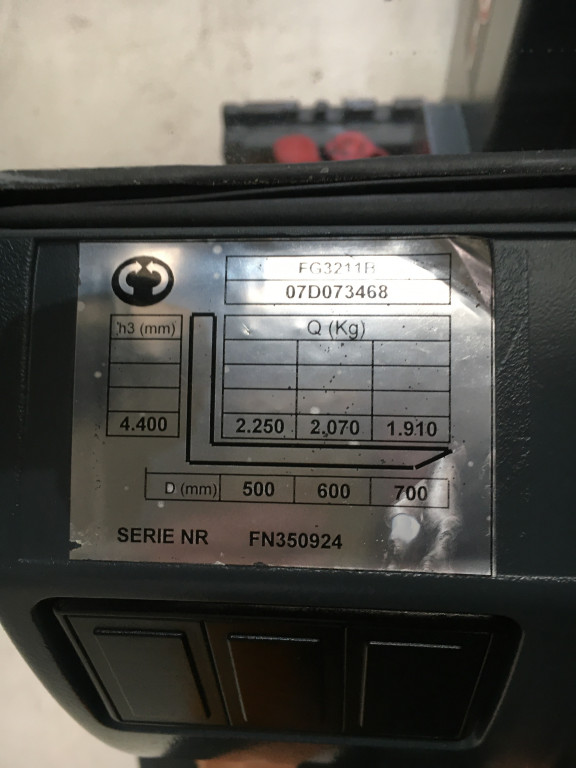 FG3211B
07D073468
h3 (mm) Q (Kg)
4.400 2.250 2,070 1.910
D (mm) 500 600 700
SERIE NR FN350924